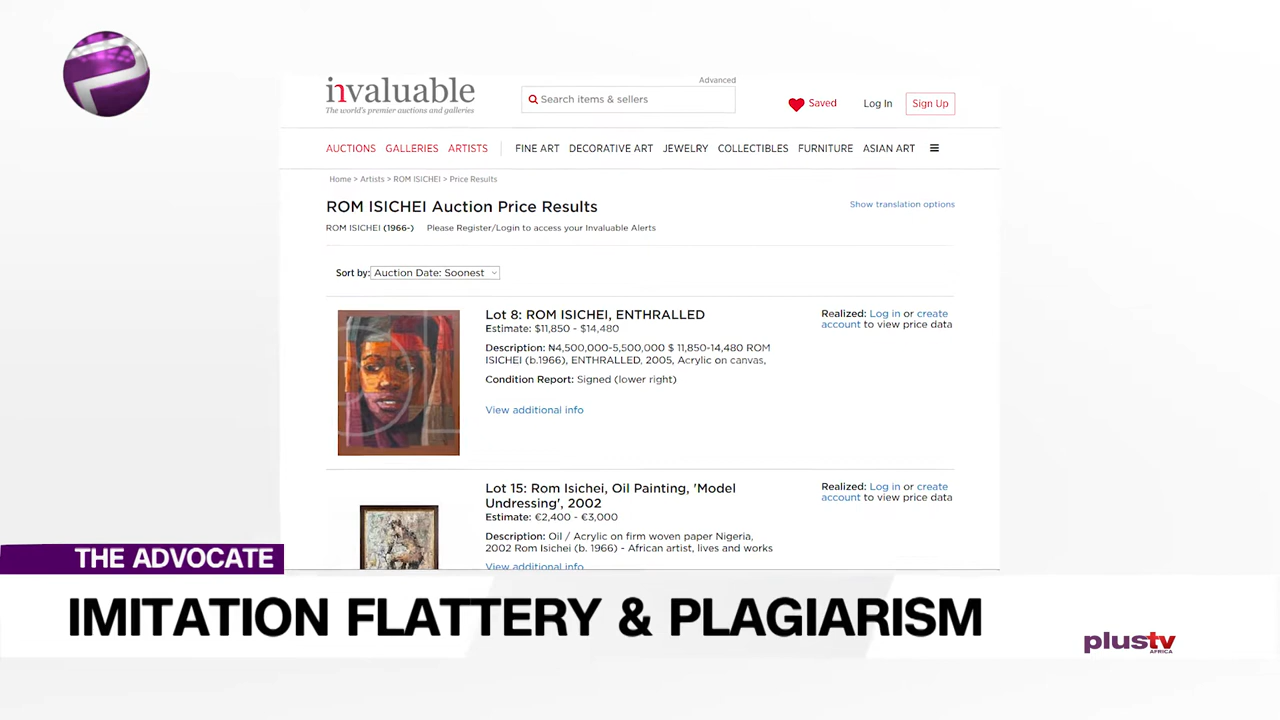 Advanced
invaluable
The world's premier auctions and galleries
Search items & sellers
Saved
Log In
Sign Up
AUCTIONS GALLERIES ARTISTS FINE ART DECORATIVE ART JEWELRY COLLECTIBLES FURNITURE ASIAN ART
Home > Artists > ROM ISICHEI > Price Results
ROM ISICHEI Auction Price Results
Show translation options
ROM ISICHEI (1966-) Please Register/Login to access your Invaluable Alerts
Sort by: Auction Date: Soonest
Lot 8: ROM ISICHEI, ENTHRALLED
Estimate: $11,850 - $14,480
Description: ₦4,500,000-5,500,000 $ 11,850-14,480 ROM
ISICHEI (b.1966), ENTHRALLED, 2005, Acrylic on canvas,
Condition Report: Signed (lower right)
View additional info
Realized: Log in or create
account to view price data
Lot 15: Rom Isichei, Oil Painting, 'Model
Undressing', 2002
Estimate: €2,400 - €3,000
Description: Oil / Acrylic on firm woven paper Nigeria,
2002 Rom Isichei (b. 1966) - African artist, lives and works
View additional info
Realized: Log in or create
account to view price data
THE ADVOCATE
IMITATION FLATTERY & PLAGIARISM
plustv
AFRICA